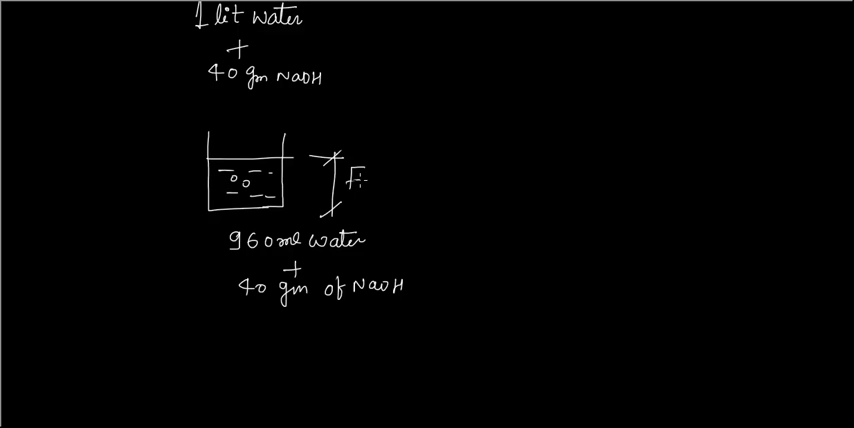 1 lit water
+
40 gm NaOH
960 ml water
+
40 gm of NaOH